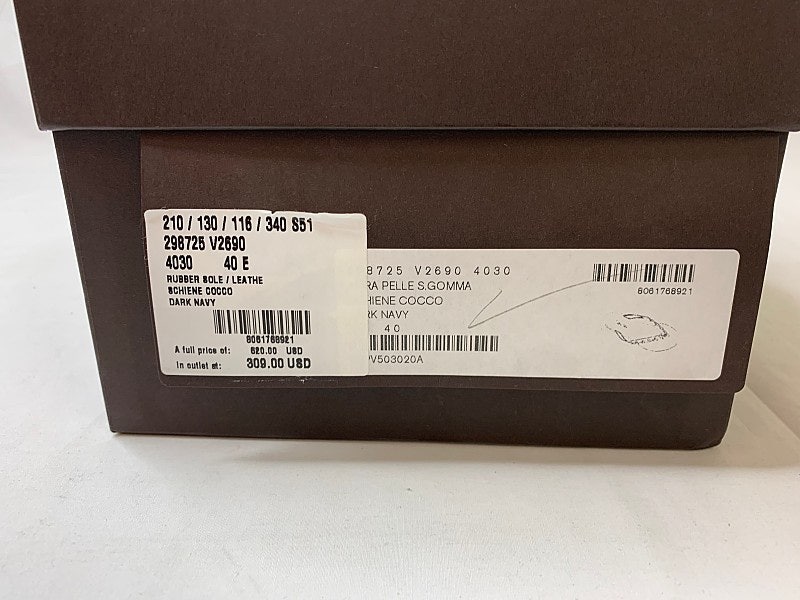 210 / 130 / 116 / 340 S51
298725 V2690
4030 40 E
RUBBER SOLE / LEATHE
SCHIENE COCCO
DARK NAVY
8061768921
A full price of: 620.00 USD
In outlet at: 309.00 USD
8725 V2690 4030
RA PELLE S.GOMMA
HIENE COCCO
RK NAVY
40
PV503020A
8061768921